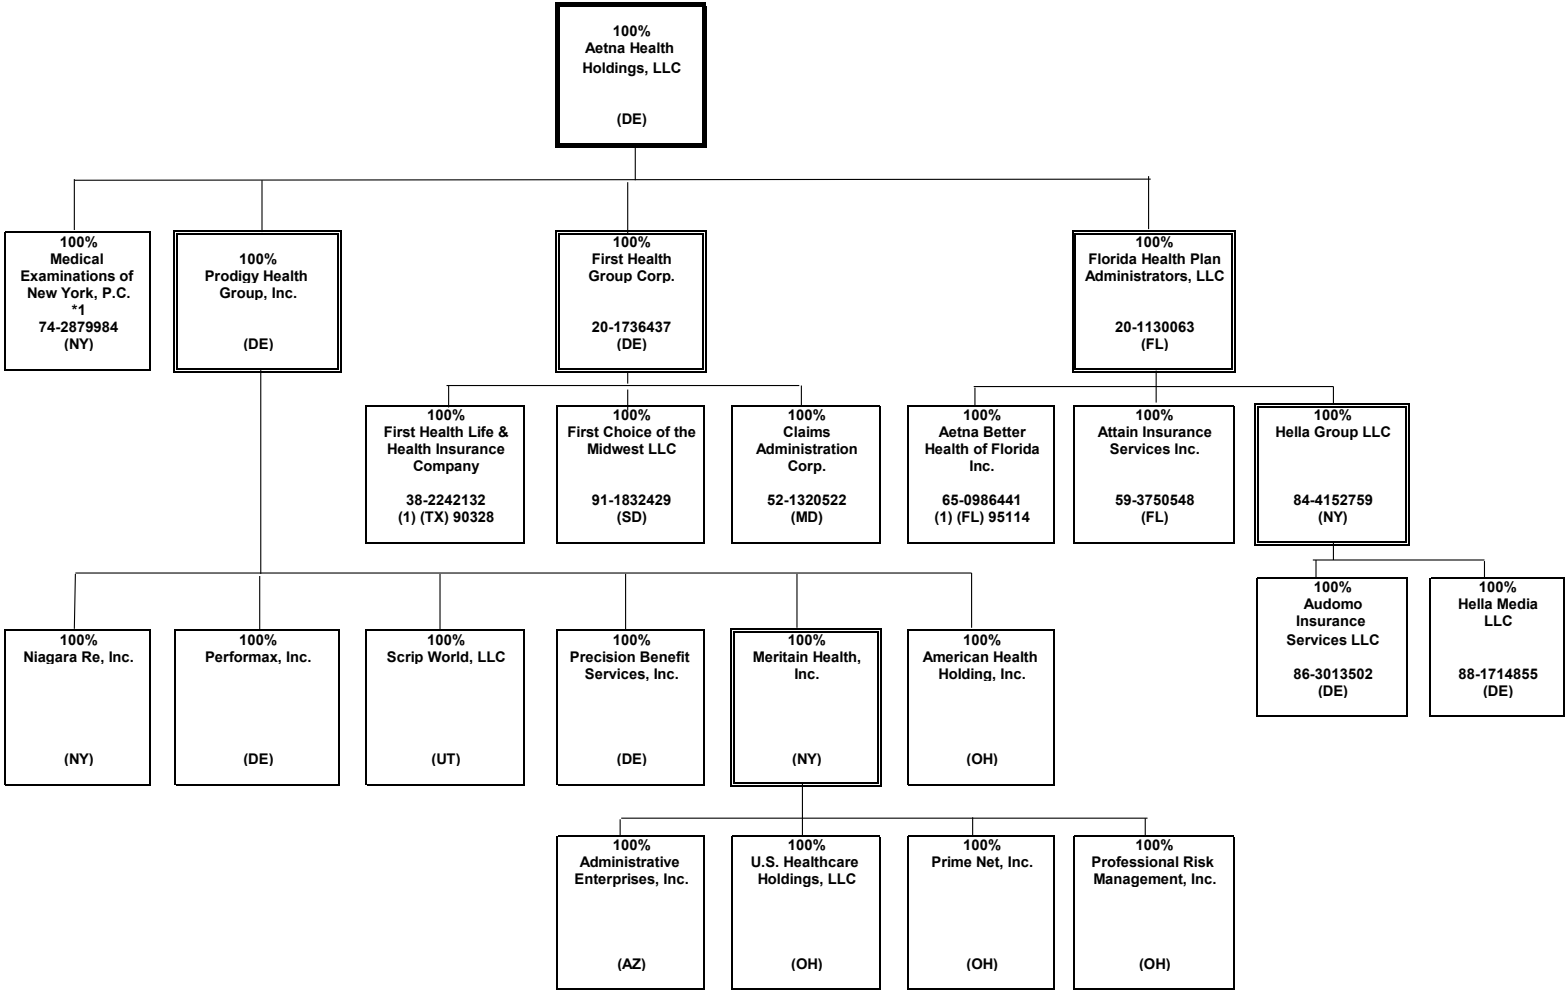 100%
Aetna Health
Holdings, LLC
(DE)
100%
Medical
Examinations of
New York, P.C.
*1
74-2879984
(NY)
100%
Prodigy Health
Group, Inc.
(DE)
100%
First Health
Group Corp.
20-1736437
(DE)
100%
Florida Health Plan
Administrators, LLC
20-1130063
(FL)
100%
First Health Life &
Health Insurance
Company
38-2242132
(1) (TX) 90328
100%
First Choice of the
Midwest LLC
91-1832429
(SD)
100%
Claims
Administration
Corp.
52-1320522
(MD)
100%
Aetna Better
Health of Florida
Inc.
65-0986441
(1) (FL) 95114
100%
Attain Insurance
Services Inc.
59-3750548
(FL)
100%
Hella Group LLC
84-4152759
(NY)
100%
Audomo
Insurance
Services LLC
86-3013502
(DE)
100%
Hella Media
LLC
88-1714855
(DE)
100%
Niagara Re, Inc.
(NY)
100%
Performax, Inc.
(DE)
100%
Scrip World, LLC
(UT)
100%
Precision Benefit
Services, Inc.
(DE)
100%
Meritain Health,
Inc.
(NY)
100%
American Health
Holding, Inc.
(OH)
100%
Administrative
Enterprises, Inc.
(AZ)
100%
U.S. Healthcare
Holdings, LLC
(OH)
100%
Prime Net, Inc.
(OH)
100%
Professional Risk
Management, Inc.
(OH)